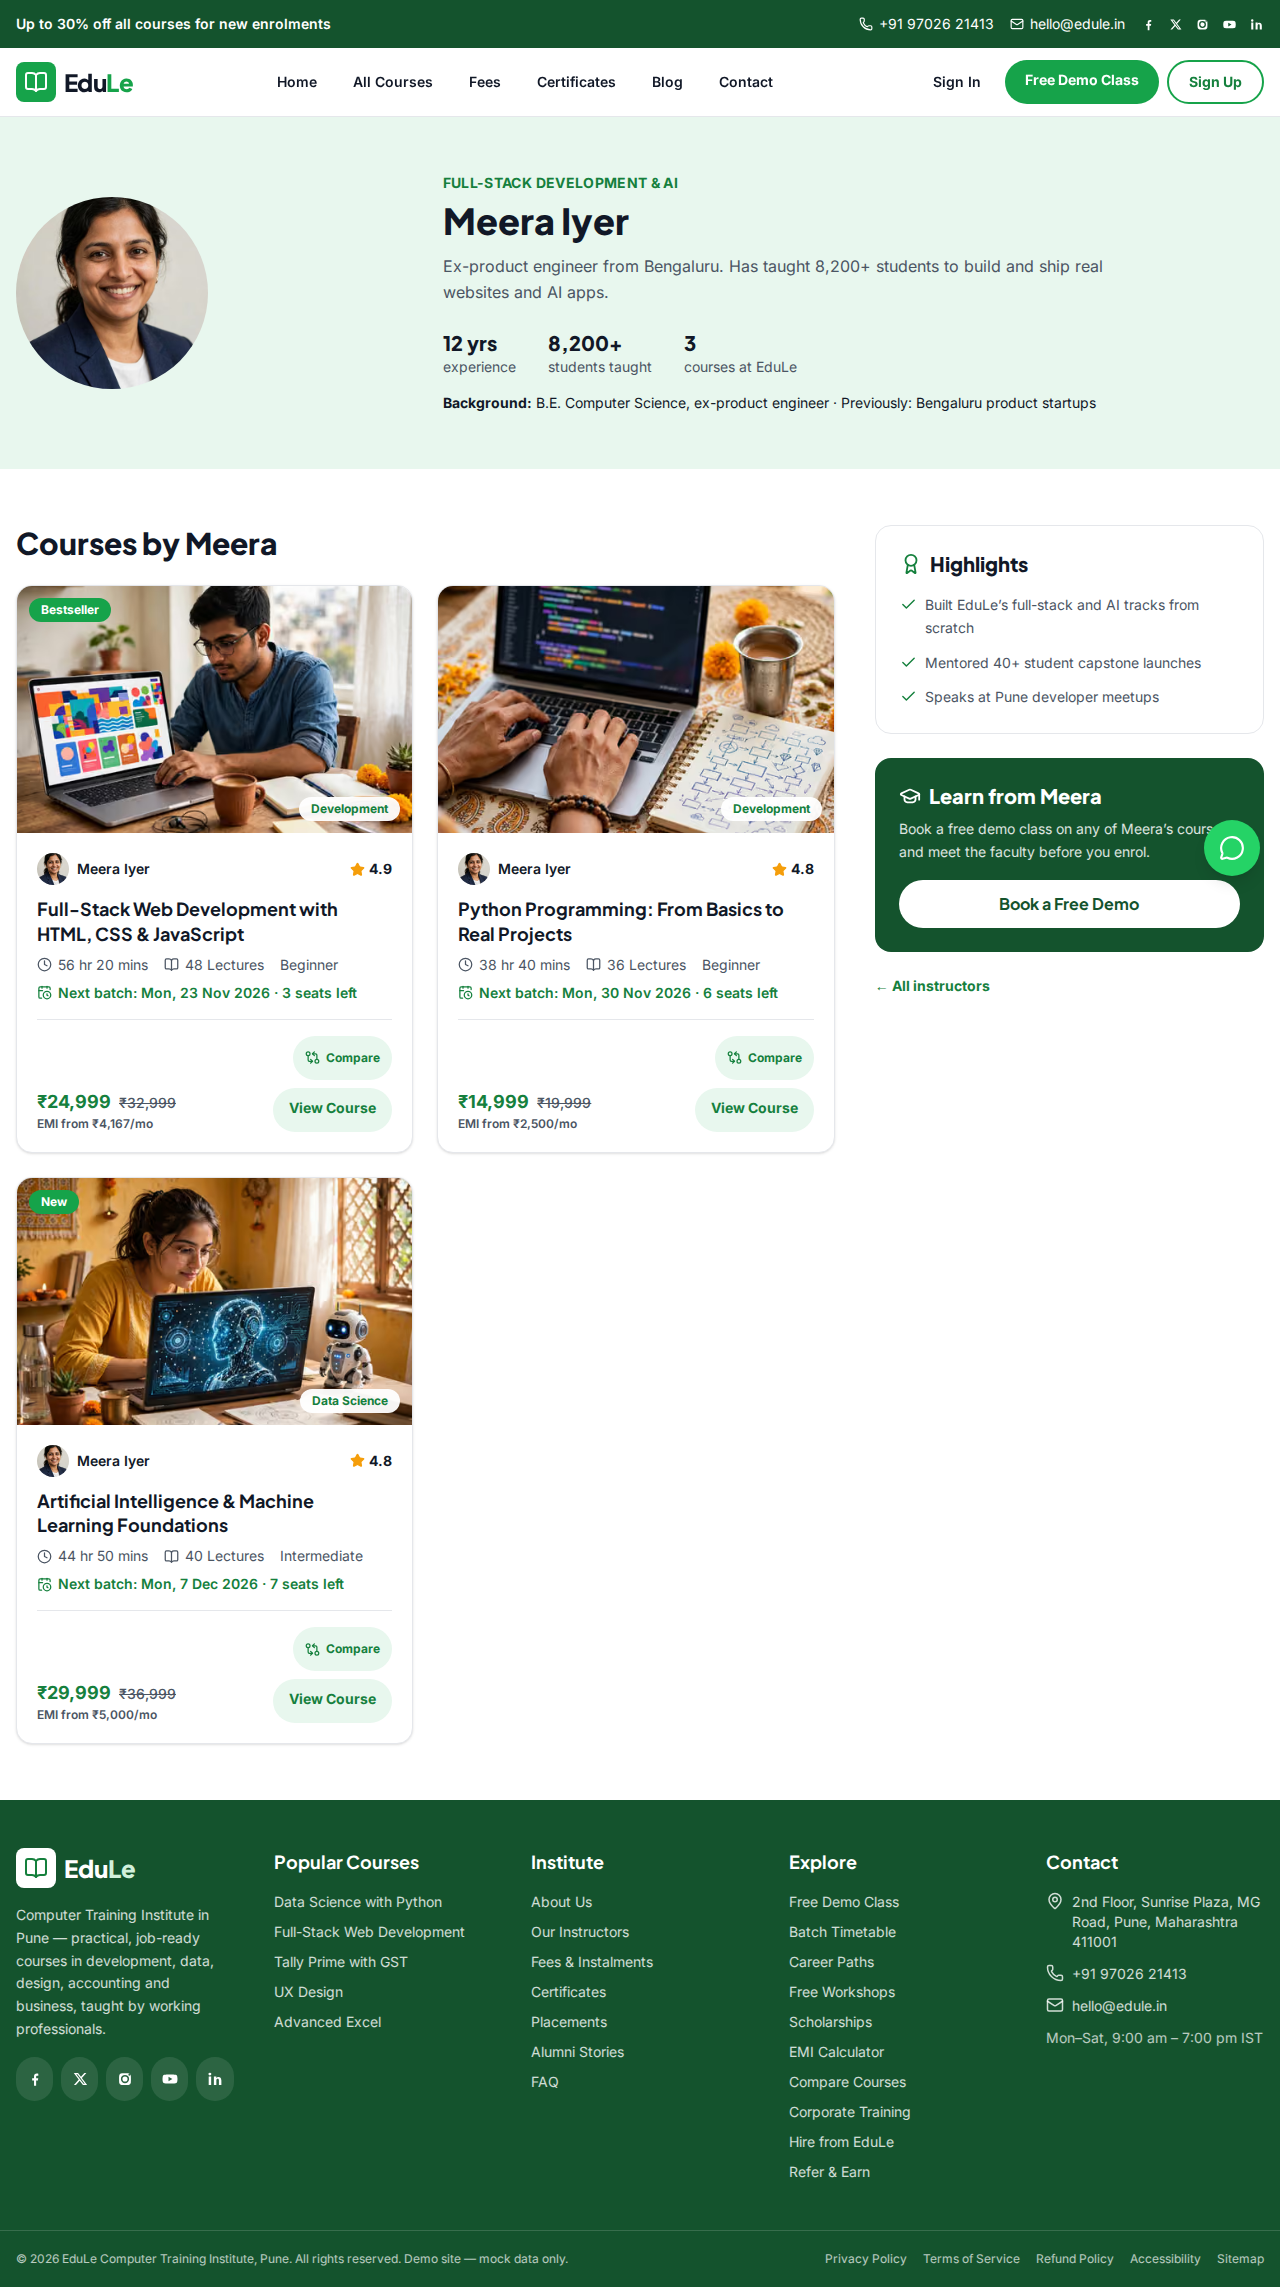 Up to 30% off all courses for new enrolments
+91 97026 21413
hello@edule.in
EduLe
Home
All Courses
Fees
Certificates
Blog
Contact
Sign In
Free Demo Class
Sign Up
FULL-STACK DEVELOPMENT & AI
Meera Iyer
Ex-product engineer from Bengaluru. Has taught 8,200+ students to build and ship real
websites and AI apps.
12 yrs
experience
8,200+
students taught
3
courses at EduLe
Background: B.E. Computer Science, ex-product engineer · Previously: Bengaluru product startups
Courses by Meera
Bestseller
Development
Meera Iyer
4.9
Full-Stack Web Development with
HTML, CSS & JavaScript
56 hr 20 mins
48 Lectures
Beginner
Next batch: Mon, 23 Nov 2026 · 3 seats left
Compare
₹24,999 ₹32,999
EMI from ₹4,167/mo
View Course
Development
Meera Iyer
4.8
Python Programming: From Basics to
Real Projects
38 hr 40 mins
36 Lectures
Beginner
Next batch: Mon, 30 Nov 2026 · 6 seats left
Compare
₹14,999 ₹19,999
EMI from ₹2,500/mo
View Course
New
Data Science
Meera Iyer
4.8
Artificial Intelligence & Machine
Learning Foundations
44 hr 50 mins
40 Lectures
Intermediate
Next batch: Mon, 7 Dec 2026 · 7 seats left
Compare
₹29,999 ₹36,999
EMI from ₹5,000/mo
View Course
Highlights
Built EduLe’s full-stack and AI tracks from
scratch
Mentored 40+ student capstone launches
Speaks at Pune developer meetups
Learn from Meera
Book a free demo class on any of Meera’s
and meet the faculty before you enrol.
Book a Free Demo
← All instructors
EduLe
Computer Training Institute in
Pune — practical, job-ready
courses in development, data,
design, accounting and
business, taught by working
professionals.
Popular Courses
Data Science with Python
Full-Stack Web Development
Tally Prime with GST
UX Design
Advanced Excel
Institute
About Us
Our Instructors
Fees & Instalments
Certificates
Placements
Alumni Stories
FAQ
Explore
Free Demo Class
Batch Timetable
Career Paths
Free Workshops
Scholarships
EMI Calculator
Compare Courses
Corporate Training
Hire from EduLe
Refer & Earn
Contact
2nd Floor, Sunrise Plaza, MG
Road, Pune, Maharashtra
411001
+91 97026 21413
hello@edule.in
Mon–Sat, 9:00 am – 7:00 pm IST
© 2026 EduLe Computer Training Institute, Pune. All rights reserved. Demo site — mock data only.
Privacy Policy
Terms of Service
Refund Policy
Accessibility
Sitemap